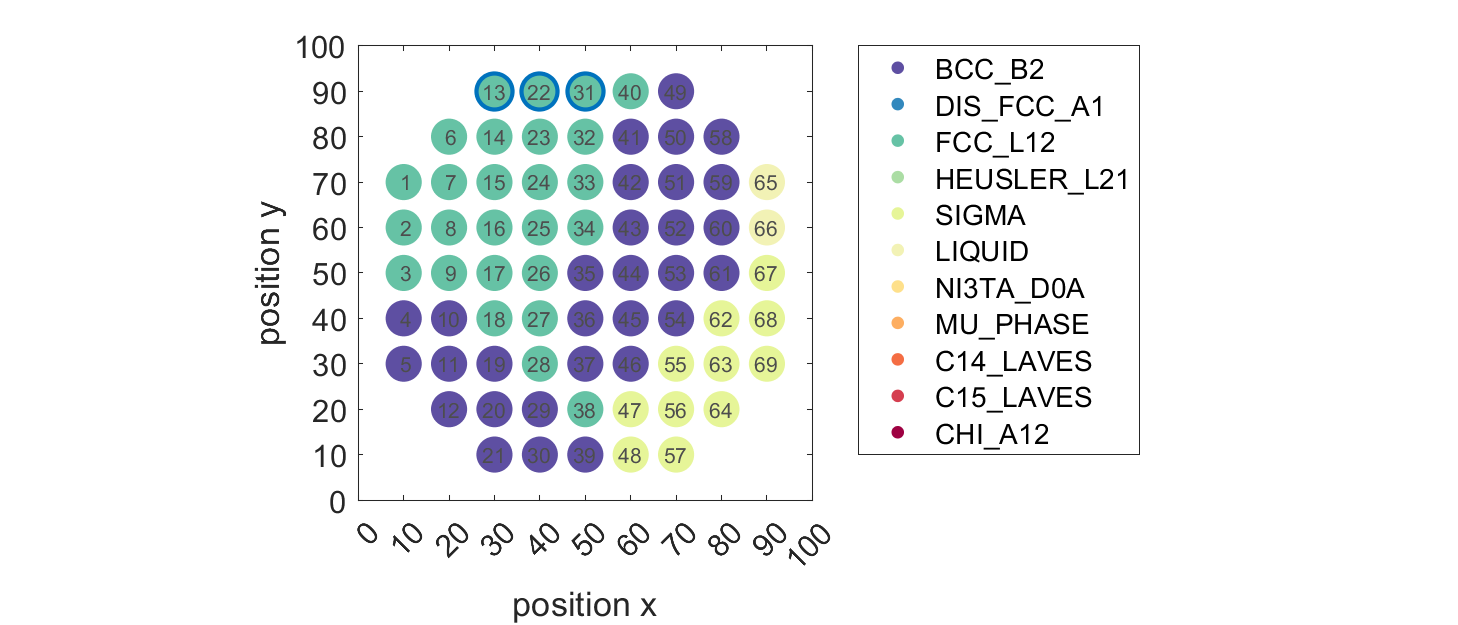 100
90 13 22 31 40 49
80 6 14 23 32 41 50 58
70 1 7 15 24 33 42 51 59 65
60 2 8 16 25 34 43 52 60 66
50 3 9 17 26 35 44 53 61 67
40 4 10 18 27 36 45 54 62 68
30 5 11 19 28 37 46 55 63 69
20 12 20 29 38 47 56 64
10 21 30 39 48 57
0
0 10 20 30 40 50 60 70 80 90 100
position x
position y
BCC_B2
DIS_FCC_A1
FCC_L12
HEUSLER_L21
SIGMA
LIQUID
NI3TA_D0A
MU_PHASE
C14_LAVES
C15_LAVES
CHI_A12